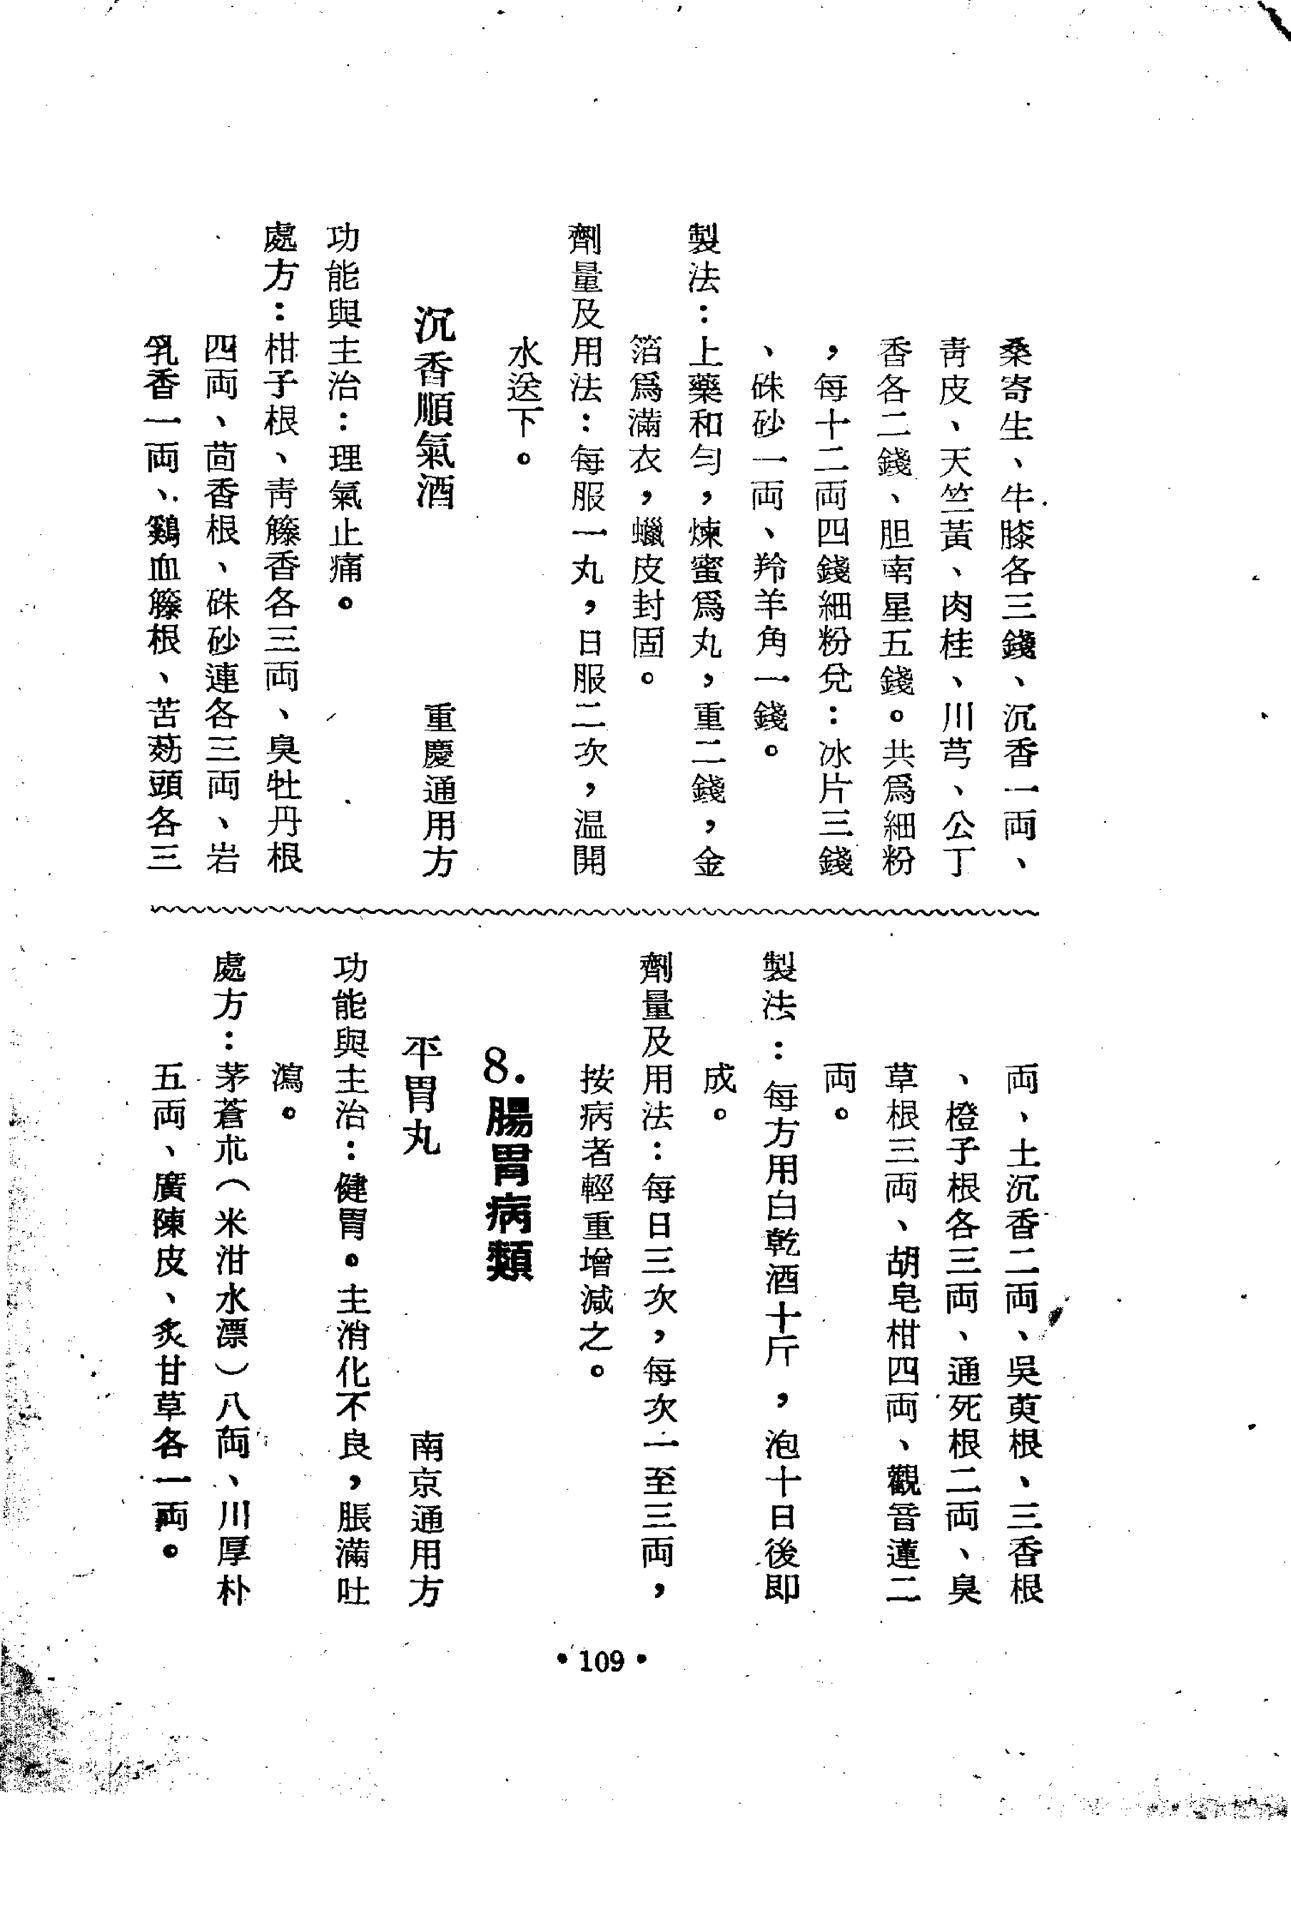 桑寄生、牛膝各三錢、沉香一両、
靑皮、天竺黃、肉桂、川芎、公丁
香各二錢、胆南星五錢。共爲細粉
，每十二両四錢細粉兌：冰片三錢
、硃砂一両、羚羊角一錢。
製法：上藥和勻，煉蜜爲丸，重二錢，金
箔爲滿衣，蠟皮封固。
劑量及用法：每服一丸，日服二次，温開
水送下。
沉香順氣酒
重慶通用方
功能與主治：理氣止痛。
處方：柑子根、靑籐香各三両、臭牡丹根
四両、茴香根、硃砂連各三両、岩
乳香一両、鷄血籐根、苦荕頭各三
両、土沉香二両、吳萸根、三香根
、橙子根各三両、通死根二両、臭
草根三両、胡皂柑四両、觀音蓮二
両。
製法：每方用白乾酒十斤，泡十日後即
成。
劑量及用法：每日三次，每次一至三両，
按病者輕重增減之。
8.腸胃病類
平胃丸
南京通用方
功能與主治：健胃。主消化不良，脹滿吐
瀉。
處方：茅蒼朮（米泔水漂）八両、川厚朴
五両、廣陳皮、炙甘草各一両。
•109•